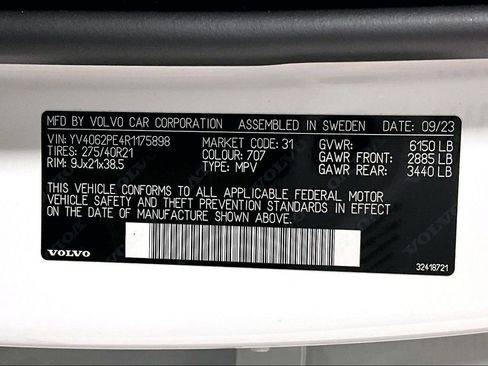 MFD BY VOLVO CAR CORPORATION ASSEMBLED IN SWEDEN DATE: 09/23
VIN: YV4062PE4R1175898 MARKET CODE: 31 GVWR: 6150 LB
TIRES: 275/40R21 COLOUR: 707 GAWR FRONT: 2885 LB
RIM: 9Jx21x38.5 TYPE: MPV GAWR REAR: 3440 LB
THIS VEHICLE CONFORMS TO ALL APPLICABLE FEDERAL MOTOR
VEHICLE SAFETY AND THEFT PREVENTION STANDARDS IN EFFECT
ON THE DATE OF MANUFACTURE SHOWN ABOVE.
VOLVO 32418721